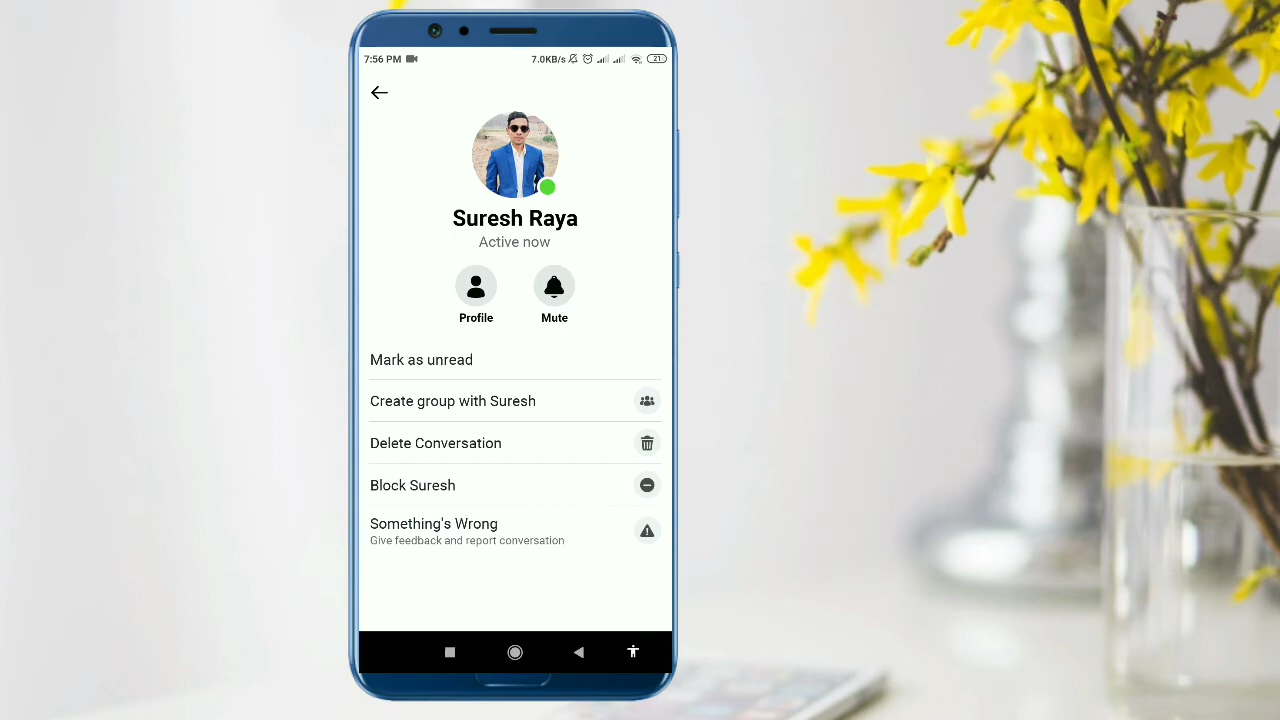 7:56 PM 7.0KB/s 21
Suresh Raya
Active now
Profile Mute
Mark as unread
Create group with Suresh
Delete Conversation
Block Suresh
Something's Wrong
Give feedback and report conversation